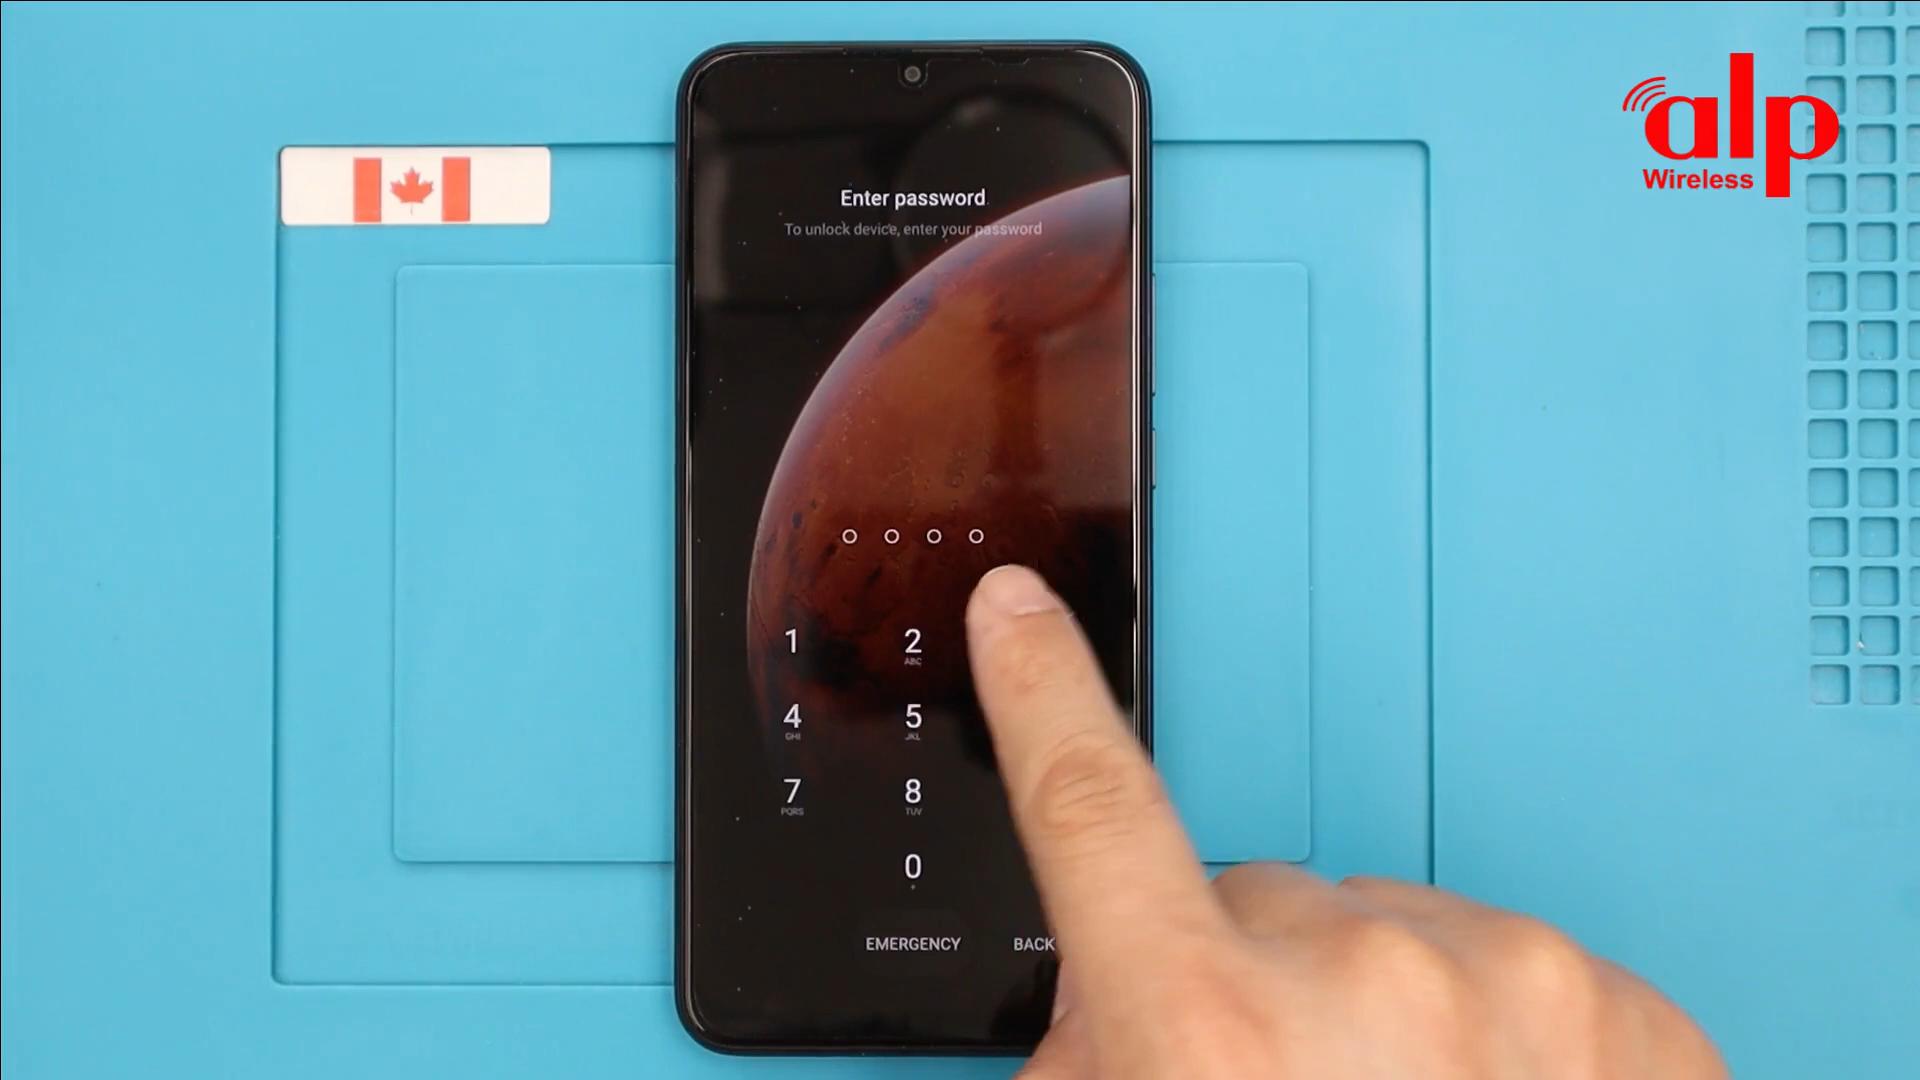 alp
Wireless
Enter password
To unlock device, enter your password
1
2
ABC
4
GHI
5
JKL
7
PQRS
8
TUV
0
+
EMERGENCY
BACK